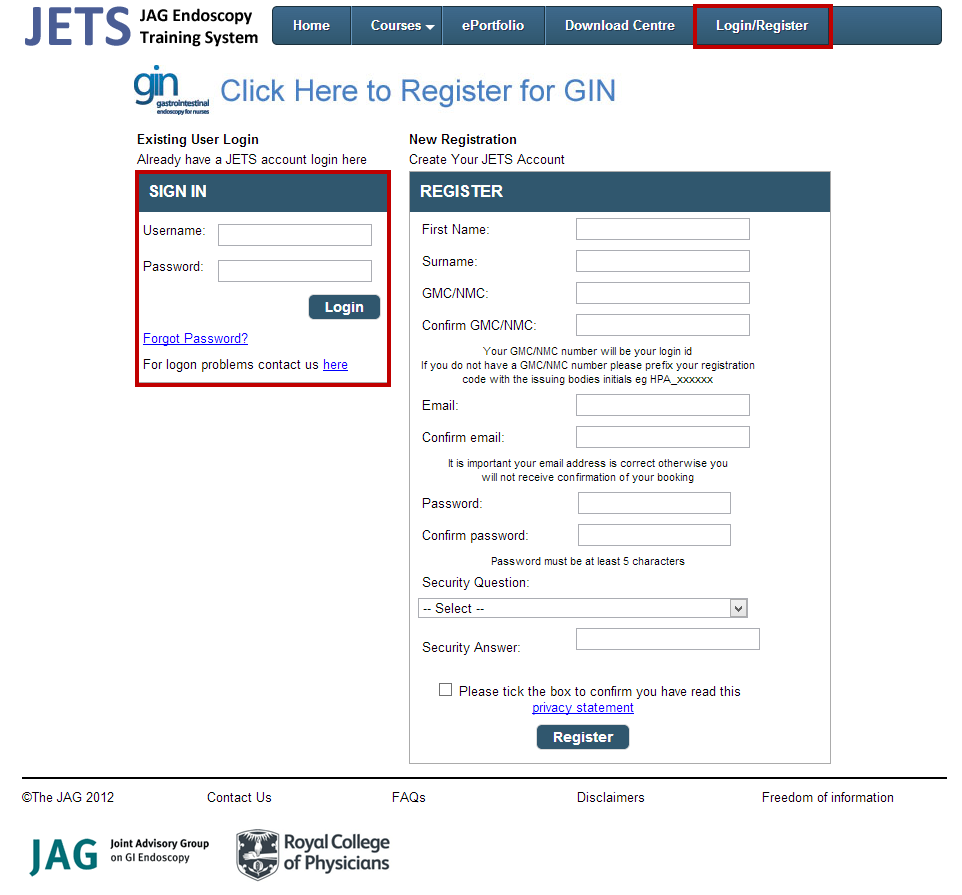 JETS JAG Endoscopy
Training System
Home Courses ePortfolio Download Centre Login/Register
gin
gastrointestinal
endoscopy for nurses
Click Here to Register for GIN
Existing User Login
Already have a JETS account login here
SIGN IN
Username:
Password:
Login
Forgot Password?
For logon problems contact us here
New Registration
Create Your JETS Account
REGISTER
First Name:
Surname:
GMC/NMC:
Confirm GMC/NMC:
Your GMC/NMC number will be your login id
If you do not have a GMC/NMC number please prefix your registration
code with the issuing bodies initials eg HPA_xxxxxx
Email:
Confirm email:
It is important your email address is correct otherwise you
will not receive confirmation of your booking
Password:
Confirm password:
Password must be at least 5 characters
Security Question:
-- Select --
Security Answer:
Please tick the box to confirm you have read this
privacy statement
Register
©The JAG 2012 Contact Us FAQs Disclaimers Freedom of information
JAG Joint Advisory Group
on GI Endoscopy
Royal College
of Physicians